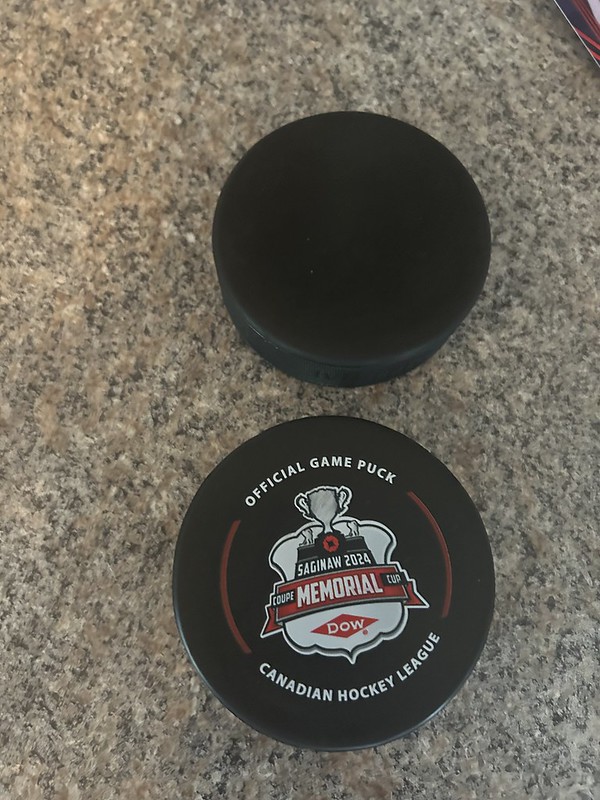 OFFICIAL GAME PUCK
SAGINAW 2024
COUPE MEMORIAL CUP
DOW®
CANADIAN HOCKEY LEAGUE